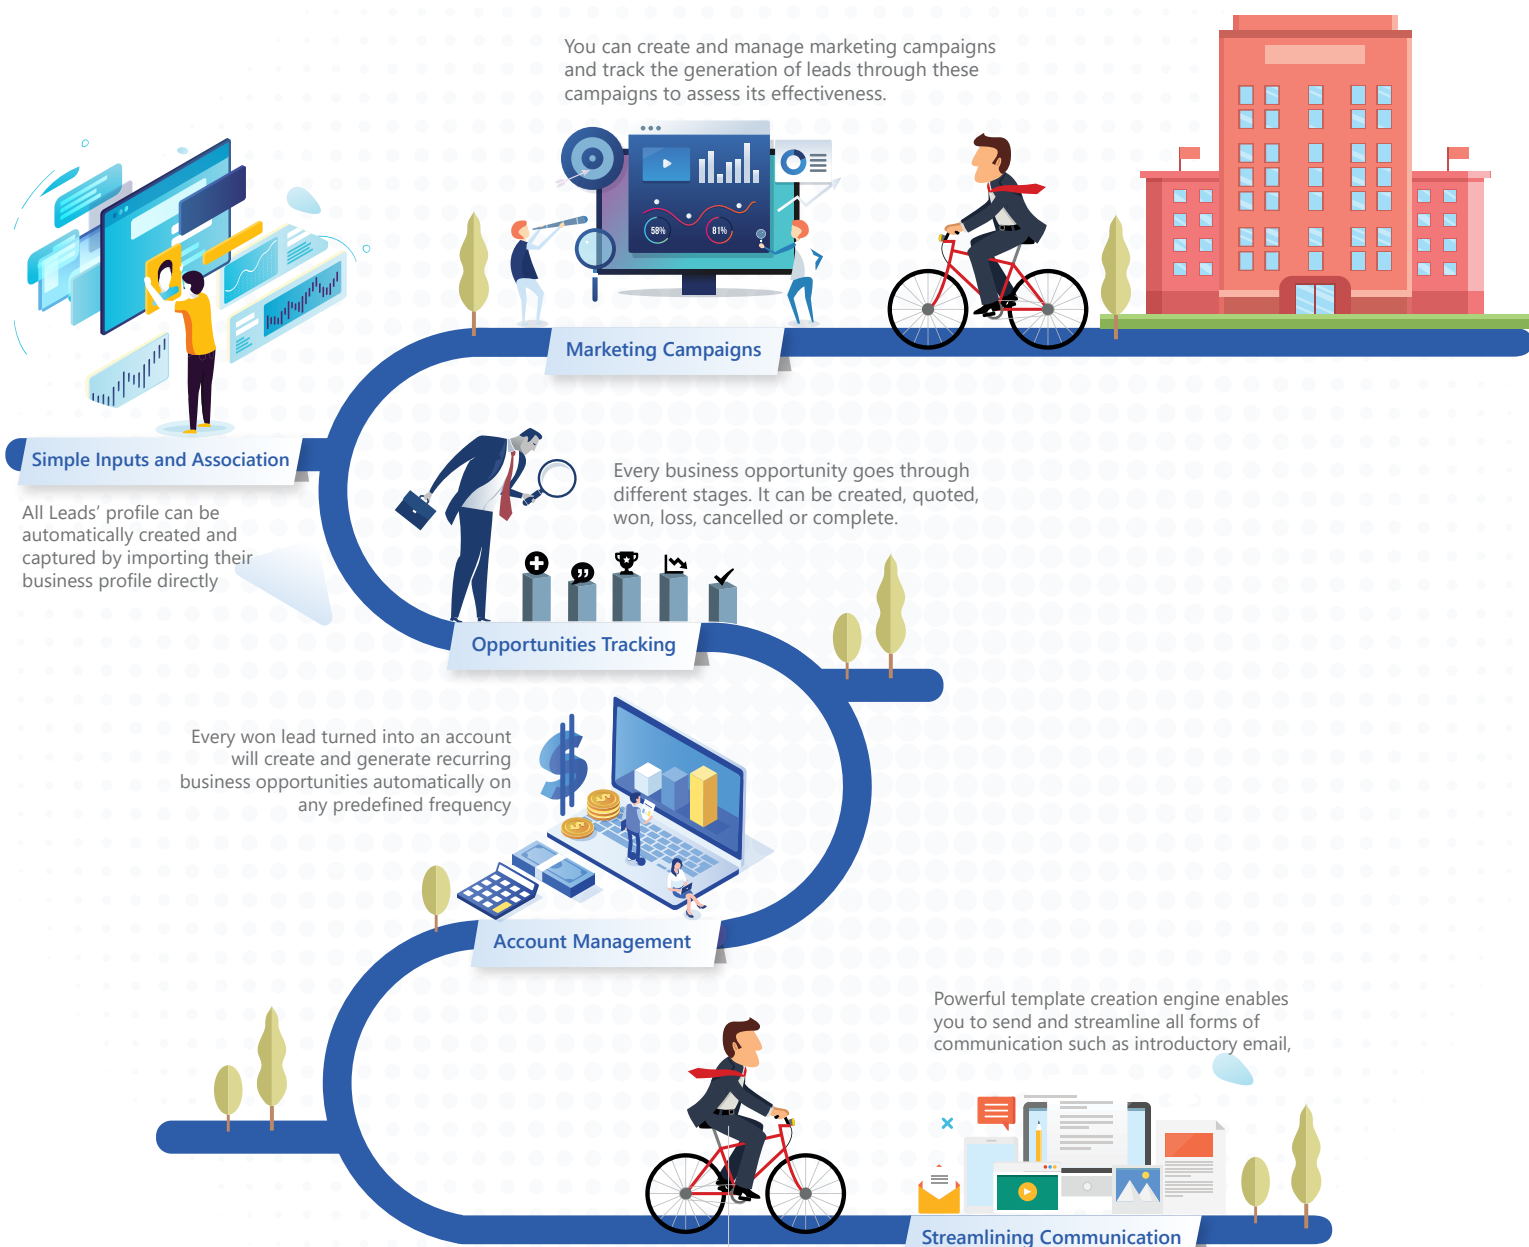 You can create and manage marketing campaigns
and track the generation of leads through these
campaigns to assess its effectiveness.
58%
81%
Marketing Campaigns
Simple Inputs and Association
All Leads’ profile can be
automatically created and
captured by importing their
business profile directly
Every business opportunity goes through
different stages. It can be created, quoted,
won, loss, cancelled or complete.
Opportunities Tracking
Every won lead turned into an account
will create and generate recurring
business opportunities automatically on
any predefined frequency
Account Management
Powerful template creation engine enables
you to send and streamline all forms of
communication such as introductory email,
Streamlining Communication